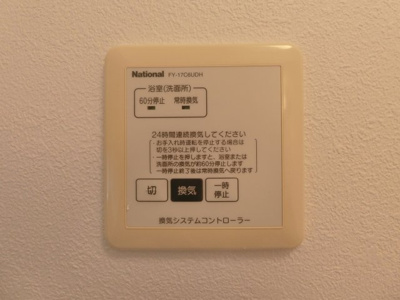 National FY-17C6UDH
浴室(洗面所)
60分停止 常時換気
24時間連続換気してください
・お手入れ時運転を停止する場合は
切を3秒以上押してください
・一時停止を押しますと、浴室または
洗面所の換気が約60分停止します
・一時停止終了後は常時換気へ戻ります
切 換気 一時停止
換気システムコントローラー